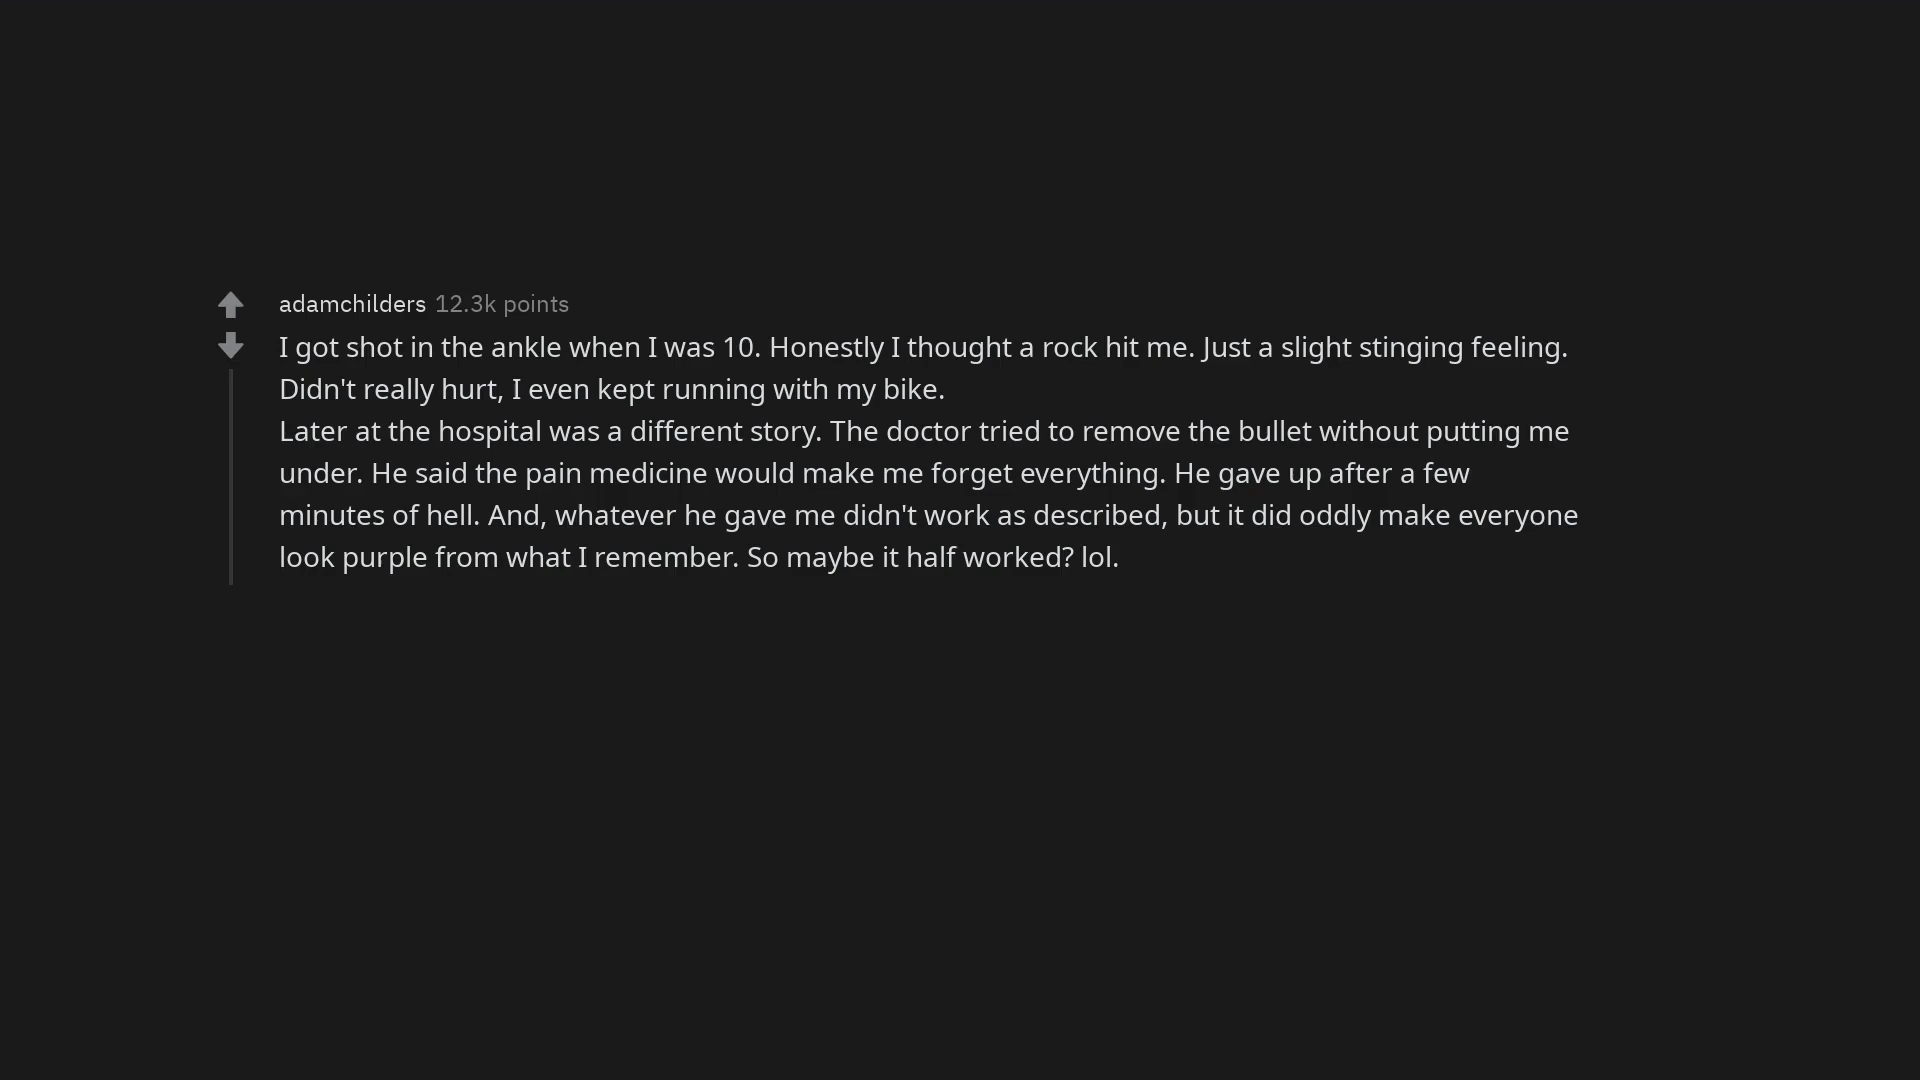 adamchilders 12.3k points
I got shot in the ankle when I was 10. Honestly I thought a rock hit me. Just a slight stinging feeling.
Didn't really hurt, I even kept running with my bike.
Later at the hospital was a different story. The doctor tried to remove the bullet without putting me
under. He said the pain medicine would make me forget everything. He gave up after a few
minutes of hell. And, whatever he gave me didn't work as described, but it did oddly make everyone
look purple from what I remember. So maybe it half worked? lol.